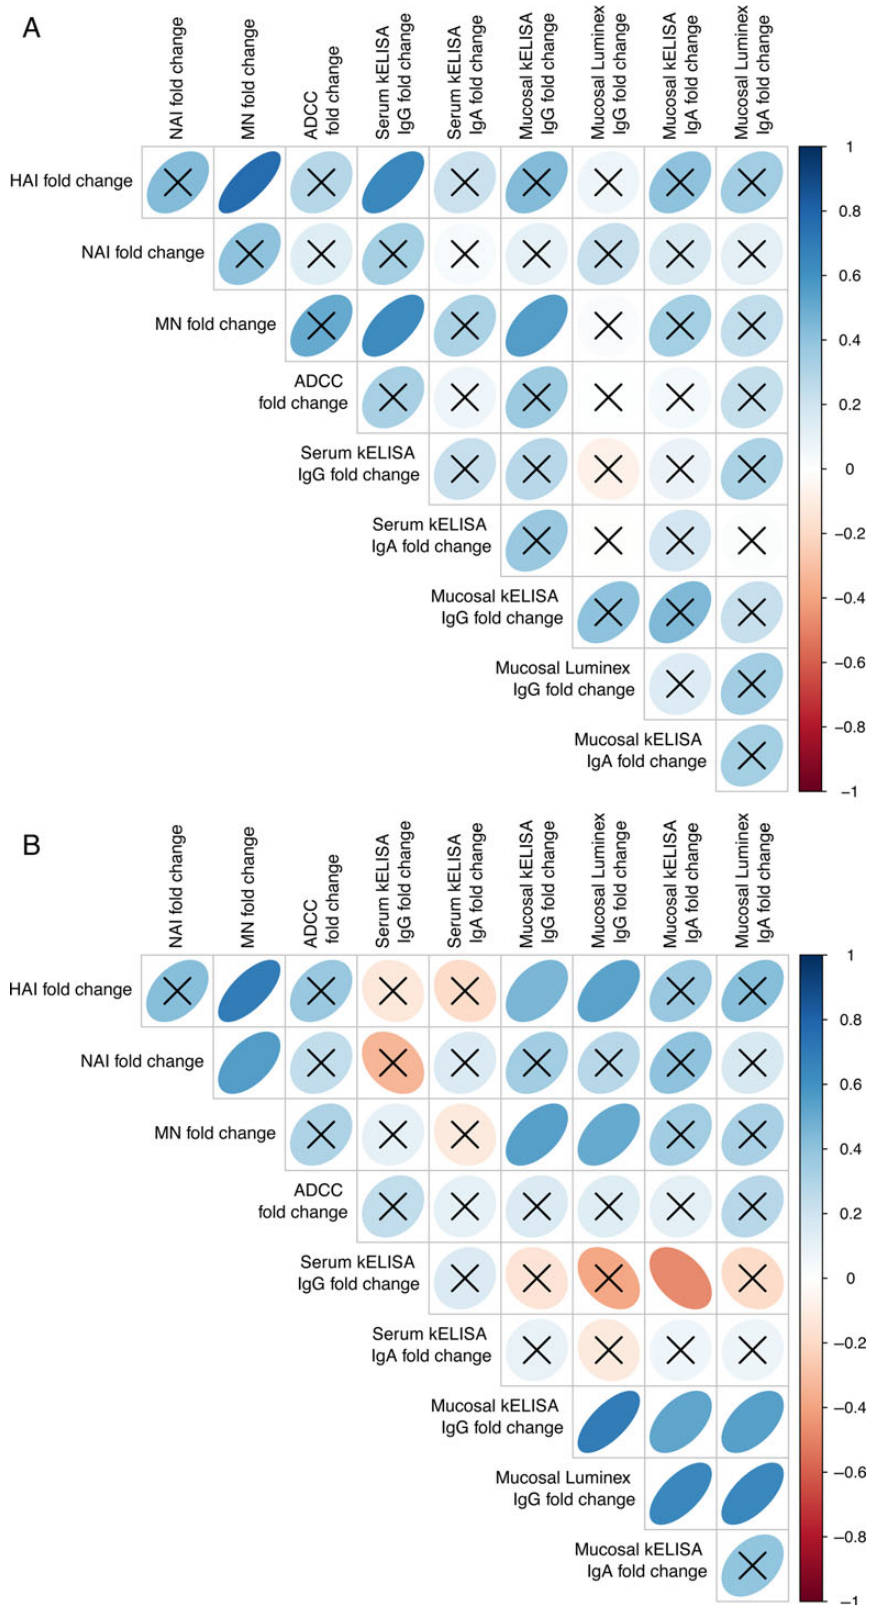 A
NAI fold change
MN fold change
ADCC
fold change
Serum kELISA
IgG fold change
Serum kELISA
IgA fold change
Mucosal kELISA
IgG fold change
Mucosal Luminex
IgG fold change
Mucosal kELISA
IgA fold change
Mucosal Luminex
IgA fold change
HAI fold change
NAI fold change
MN fold change
ADCC
fold change
Serum kELISA
IgG fold change
Serum kELISA
IgA fold change
Mucosal kELISA
IgG fold change
Mucosal Luminex
IgG fold change
Mucosal kELISA
IgA fold change
1
0.8
0.6
0.4
0.2
0
−0.2
−0.4
−0.6
−0.8
−1
B
NAI fold change
MN fold change
ADCC
fold change
Serum kELISA
IgG fold change
Serum kELISA
IgA fold change
Mucosal kELISA
IgG fold change
Mucosal Luminex
IgG fold change
Mucosal kELISA
IgA fold change
Mucosal Luminex
IgA fold change
HAI fold change
NAI fold change
MN fold change
ADCC
fold change
Serum kELISA
IgG fold change
Serum kELISA
IgA fold change
Mucosal kELISA
IgG fold change
Mucosal Luminex
IgG fold change
Mucosal kELISA
IgA fold change
1
0.8
0.6
0.4
0.2
0
−0.2
−0.4
−0.6
−0.8
−1